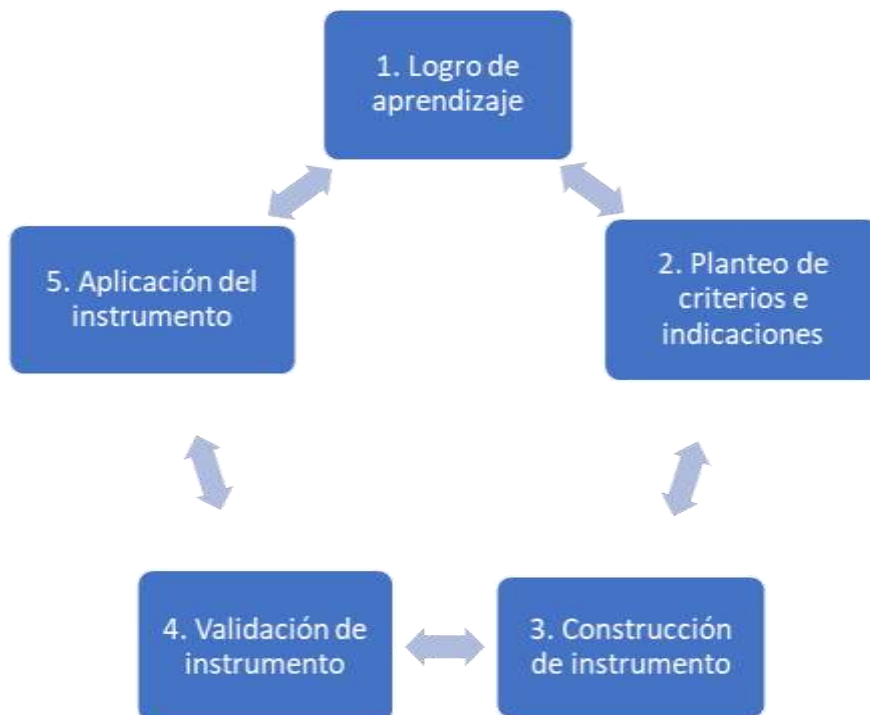 1. Logro de
aprendizaje
2. Planteo de
criterios e
indicaciones
3. Construcción
de instrumento
4. Validación de
instrumento
5. Aplicación del
instrumento